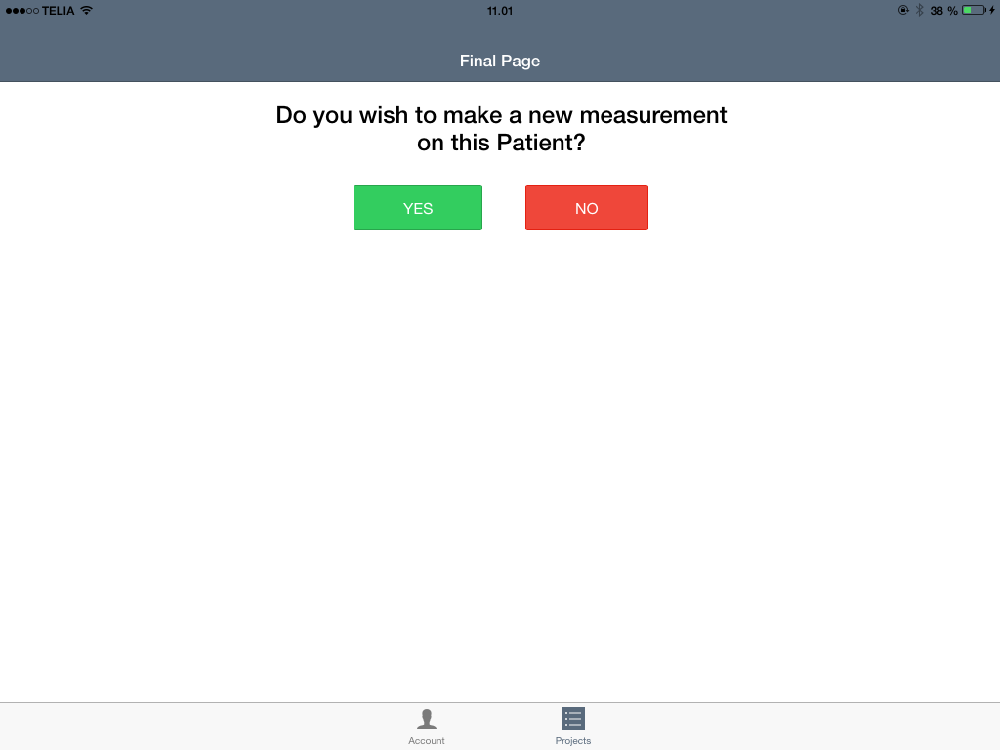 TELIA
11.01
38 %
Final Page
Do you wish to make a new measurement
on this Patient?
YES
NO
Account
Projects